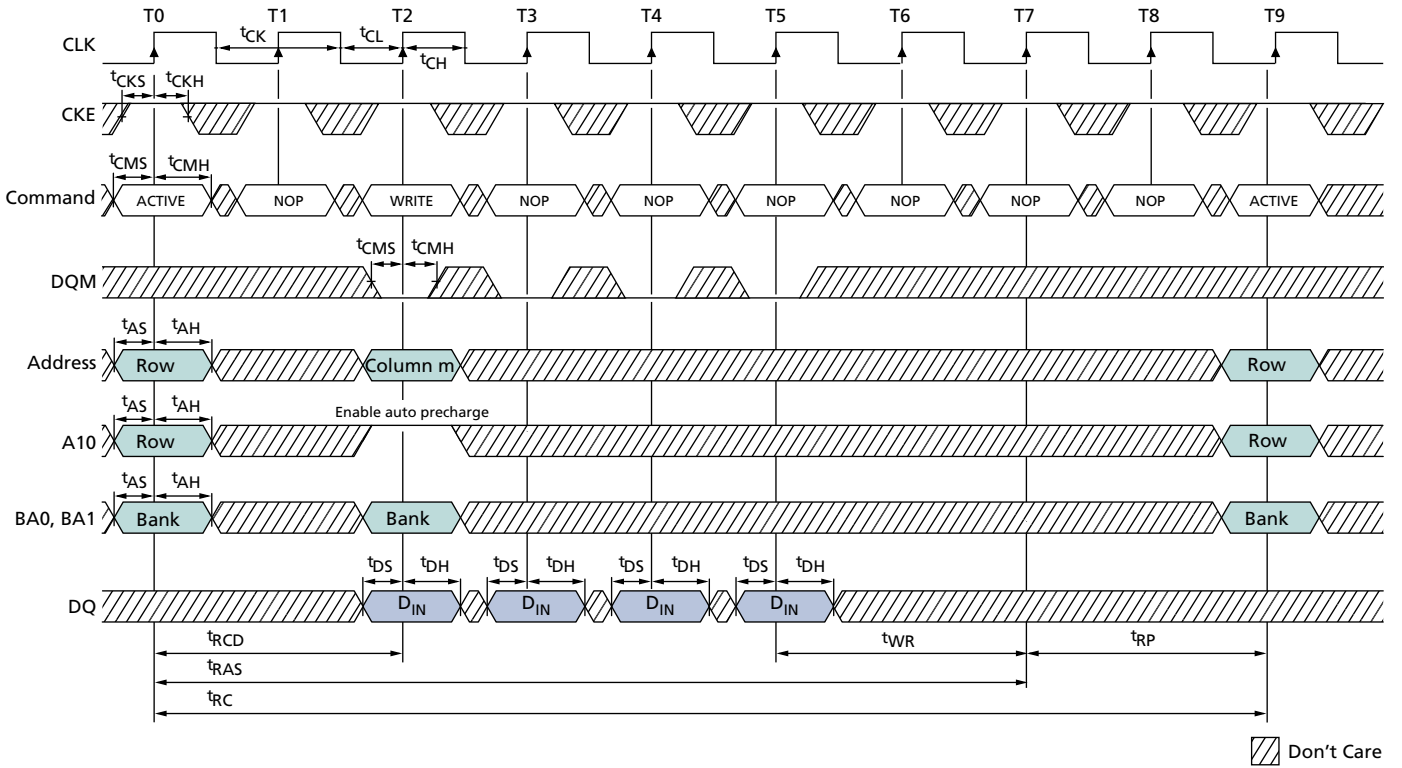 T0 T1 T2 T3 T4 T5 T6 T7 T8 T9
CLK tCK tCL tCH
tCKS tCKH
CKE
tCMS tCMH
Command ACTIVE NOP WRITE NOP NOP NOP NOP NOP NOP ACTIVE
tCMS tCMH
DQM
tAS tAH
Address Row Column m Row
tAS tAH Enable auto precharge
A10 Row Row
tAS tAH
BA0, BA1 Bank Bank Bank
tDS tDH tDS tDH tDS tDH tDS tDH
DQ DIN DIN DIN DIN
tRCD tWR tRP
tRAS
tRC
Don't Care